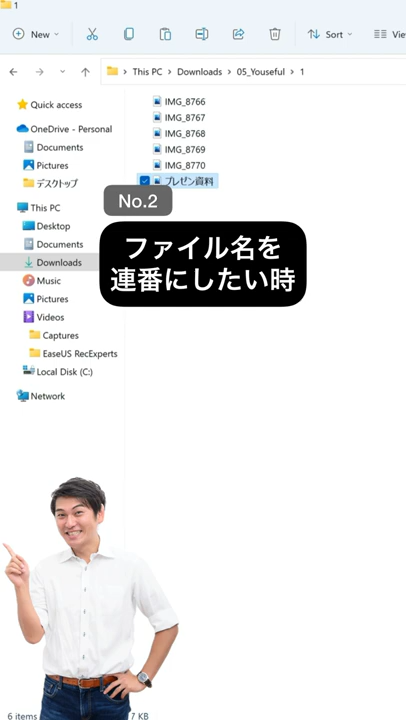 1
New
Sort
View
This PC
Downloads
05_Youseful
1
Quick access
OneDrive - Personal
Documents
Pictures
デスクトップ
This PC
Desktop
Documents
Downloads
Music
Pictures
Videos
Captures
EaseUS RecExperts
Local Disk (C:)
Network
IMG_8766
IMG_8767
IMG_8768
IMG_8769
IMG_8770
プレゼン資料
No.2
ファイル名を
連番にしたい時
6 items
7 KB